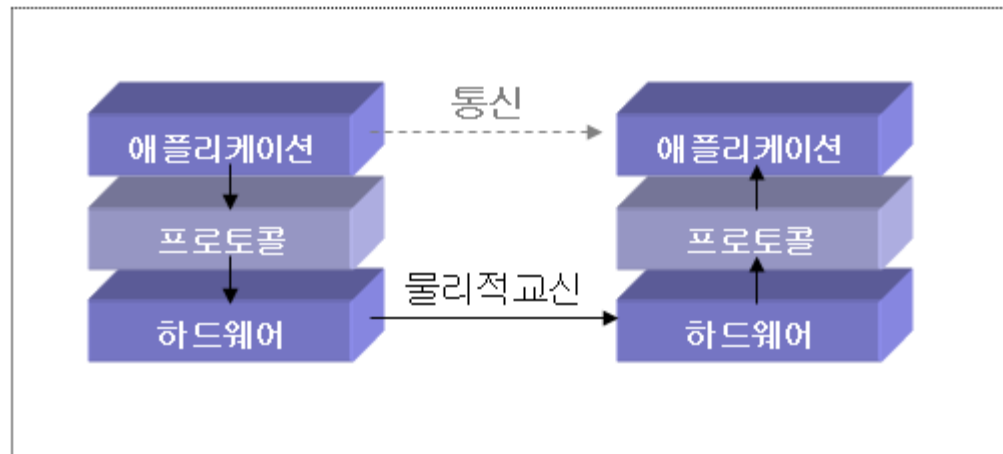 통신
애플리케이션
애플리케이션
프로토콜
프로토콜
물리적교신
하드웨어
하드웨어